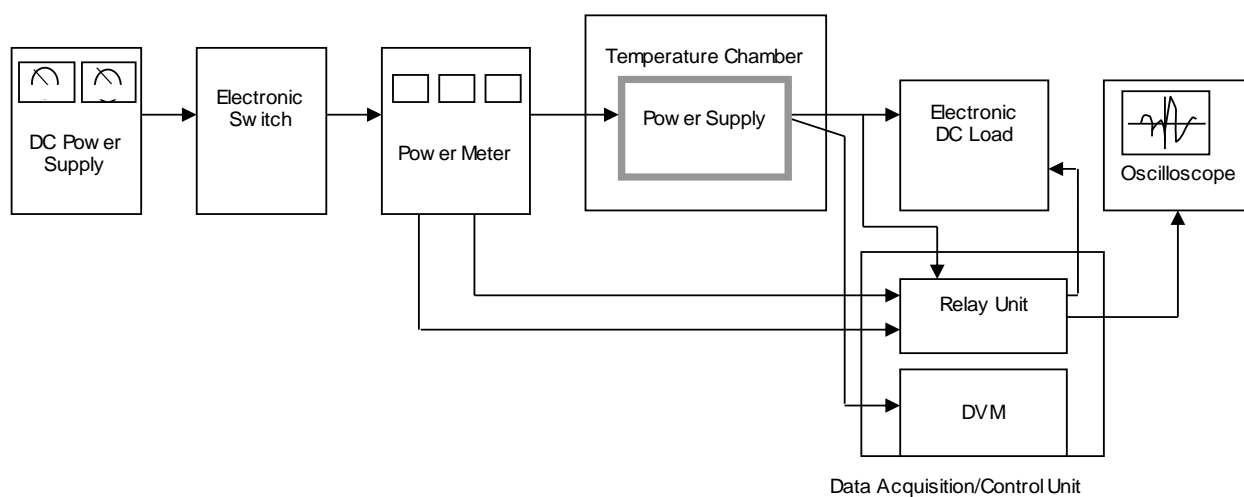 Temperature Chamber
Electronic
Switch
Electronic
DC Load
Power Supply
DC Power
Supply
Power Meter
Oscilloscope
Relay Unit
DVM
Data Acquisition/Control Unit